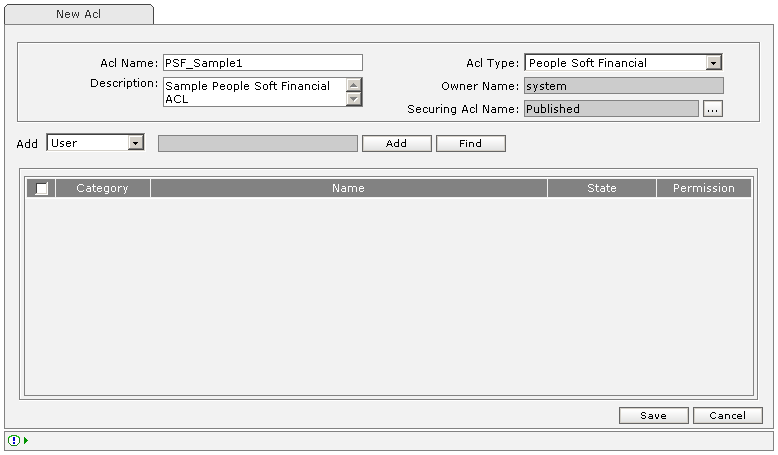 New Acl
Acl Name: PSF_Sample1
Acl Type: People Soft Financial
Description: Sample People Soft Financial
ACL
Owner Name: system
Securing Acl Name: Published ...
Add User Add Find
Category Name State Permission
Save Cancel